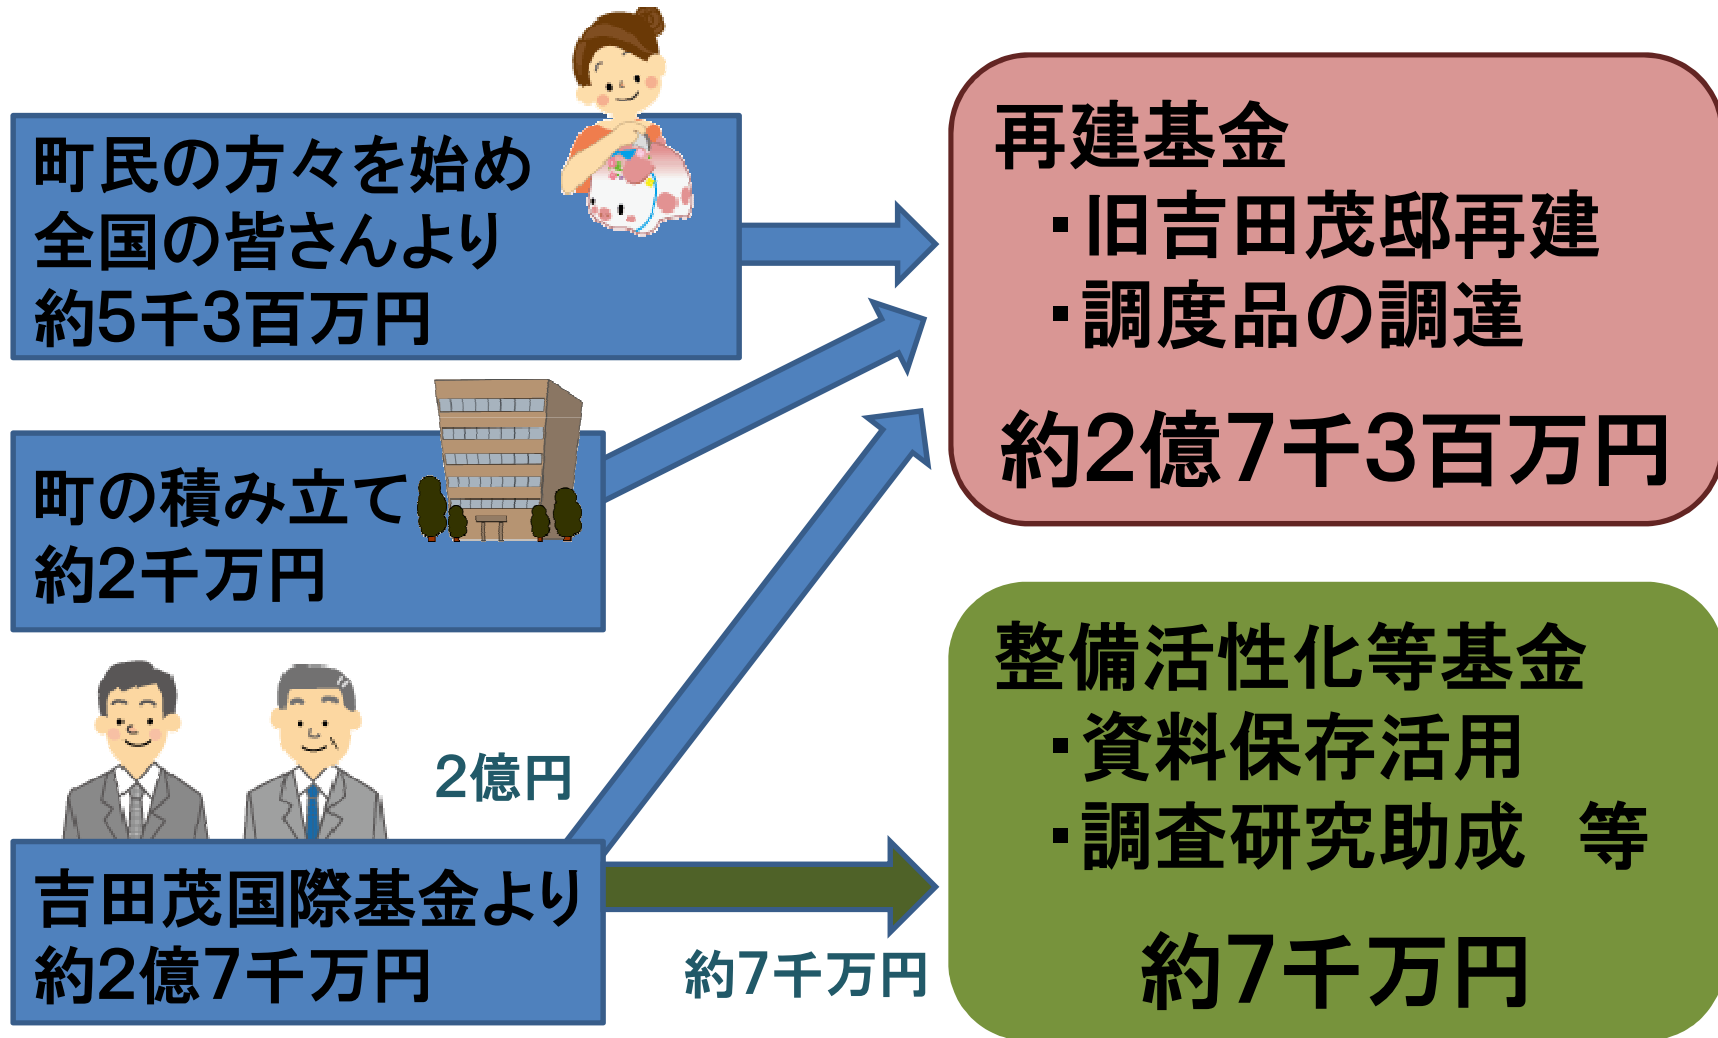 町民の方々を始め
全国の皆さんより
約5千3百万円
町の積み立て
約2千万円
2億円
吉田茂国際基金より
約2億7千万円
約7千万円
再建基金
・旧吉田茂邸再建
・調度品の調達
約2億7千3百万円
整備活性化等基金
・資料保存活用
・調査研究助成　等
約7千万円